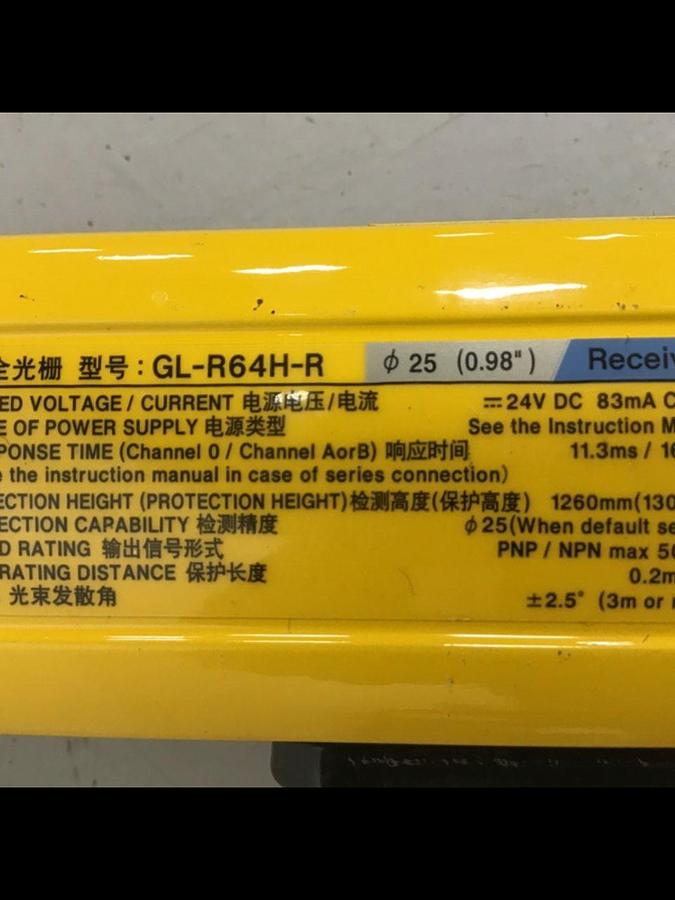 全光栅 型号: GL-R64H-R φ 25 (0.98") Receiv
ED VOLTAGE / CURRENT 电源电压/电流 ⎓24V DC 83mA C
E OF POWER SUPPLY 电源类型 See the Instruction M
PONSE TIME (Channel 0 / Channel AorB) 响应时间 11.3ms / 16
e the instruction manual in case of series connection)
ECTION HEIGHT (PROTECTION HEIGHT)检测高度(保护高度) 1260mm(130
ECTION CAPABILITY 检测精度 φ25(When default se
D RATING 输出信号形式 PNP / NPN max 50
RATING DISTANCE 保护长度 0.2m
光束发散角 ±2.5° (3m or